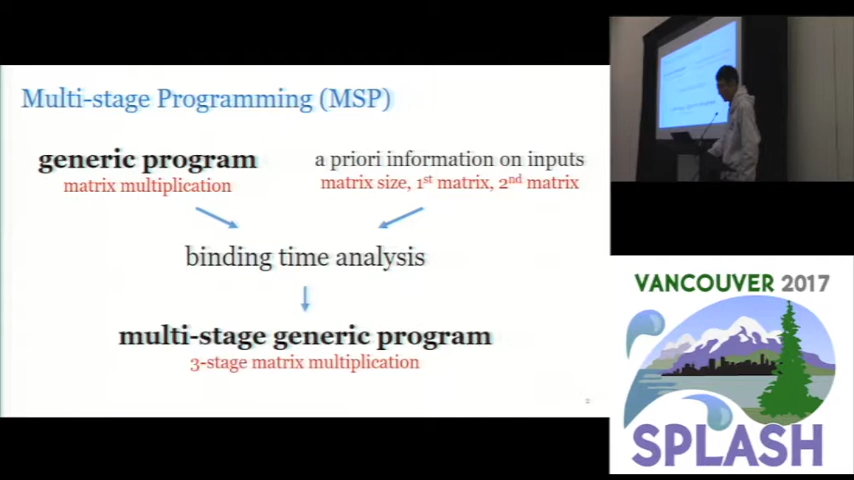 Multi-stage Programming (MSP)
generic program
matrix multiplication
a priori information on inputs
matrix size, 1st matrix, 2nd matrix
binding time analysis
multi-stage generic program
3-stage matrix multiplication
2
VANCOUVER 2017
SPLASH